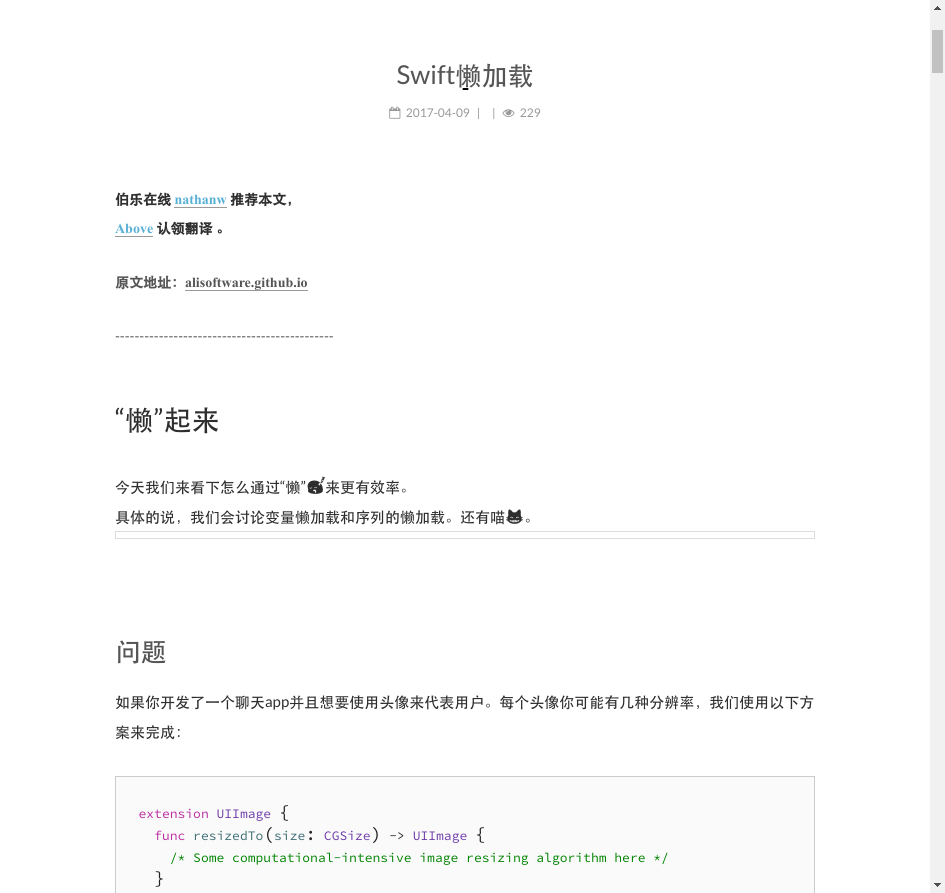 Swift懒加载
2017-04-09 | | 229
伯乐在线 nathanw 推荐本文，
Above 认领翻译 。
原文地址：alisoftware.github.io
---------------------------------------------
“懒”起来
今天我们来看下怎么通过“懒”😴来更有效率。
具体的说，我们会讨论变量懒加载和序列的懒加载。还有喵😼。
问题
如果你开发了一个聊天app并且想要使用头像来代表用户。每个头像你可能有几种分辨率，我们使用以下方
案来完成：
extension UIImage {
  func resizedTo(size: CGSize) -> UIImage {
    /* Some computational-intensive image resizing algorithm here */
  }